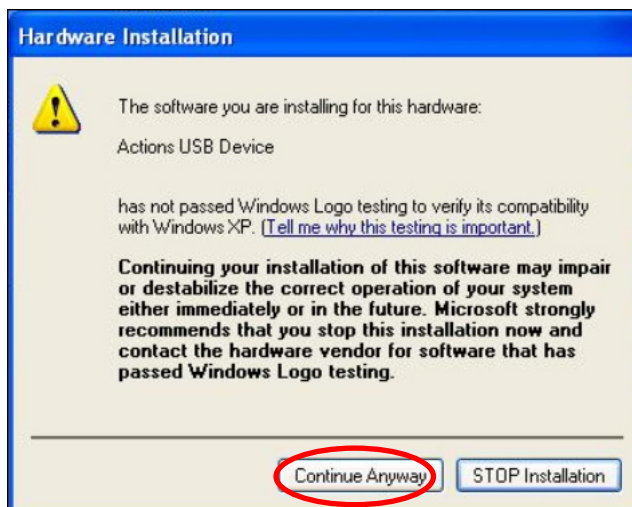 Hardware Installation
The software you are installing for this hardware:
Actions USB Device
has not passed Windows Logo testing to verify its compatibility
with Windows XP. (Tell me why this testing is important.)
Continuing your installation of this software may impair
or destabilize the correct operation of your system
either immediately or in the future. Microsoft strongly
recommends that you stop this installation now and
contact the hardware vendor for software that has
passed Windows Logo testing.
Continue Anyway
STOP Installation